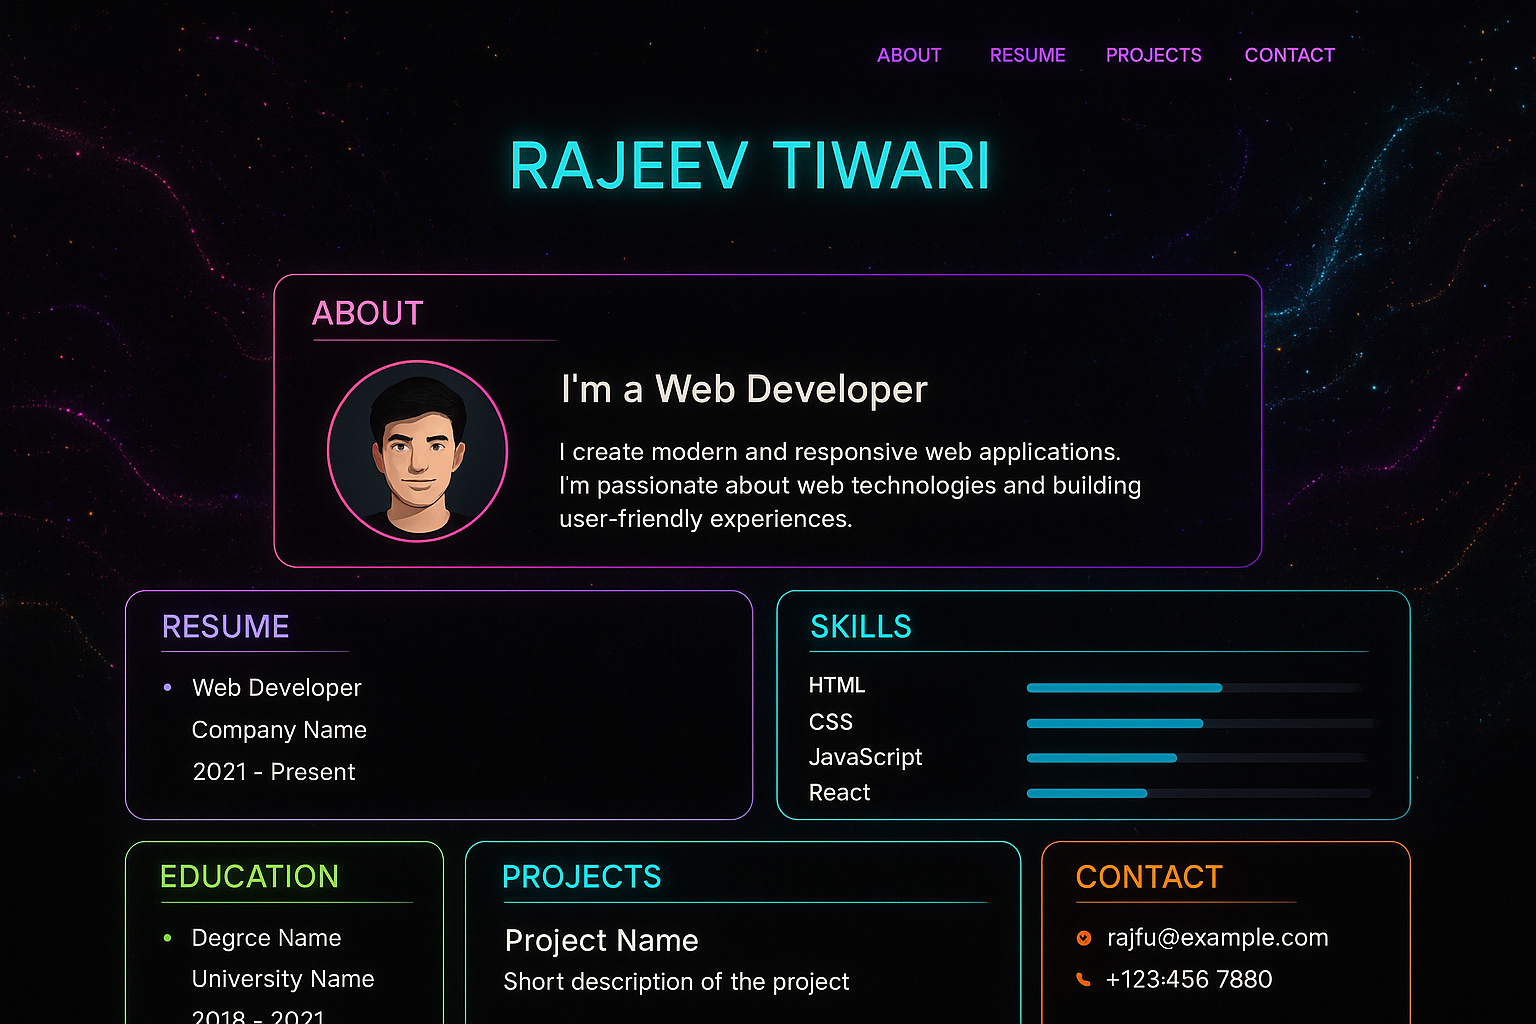 ABOUT RESUME PROJECTS CONTACT
RAJEEV TIWARI
ABOUT
I'm a Web Developer
I create modern and responsive web applications.
I'm passionate about web technologies and building
user-friendly experiences.
RESUME
Web Developer
Company Name
2021 - Present
SKILLS
HTML
CSS
JavaScript
React
EDUCATION
Degrce Name
University Name
2018 - 2021
PROJECTS
Project Name
Short description of the project
CONTACT
rajfu@example.com
+123:456 7880